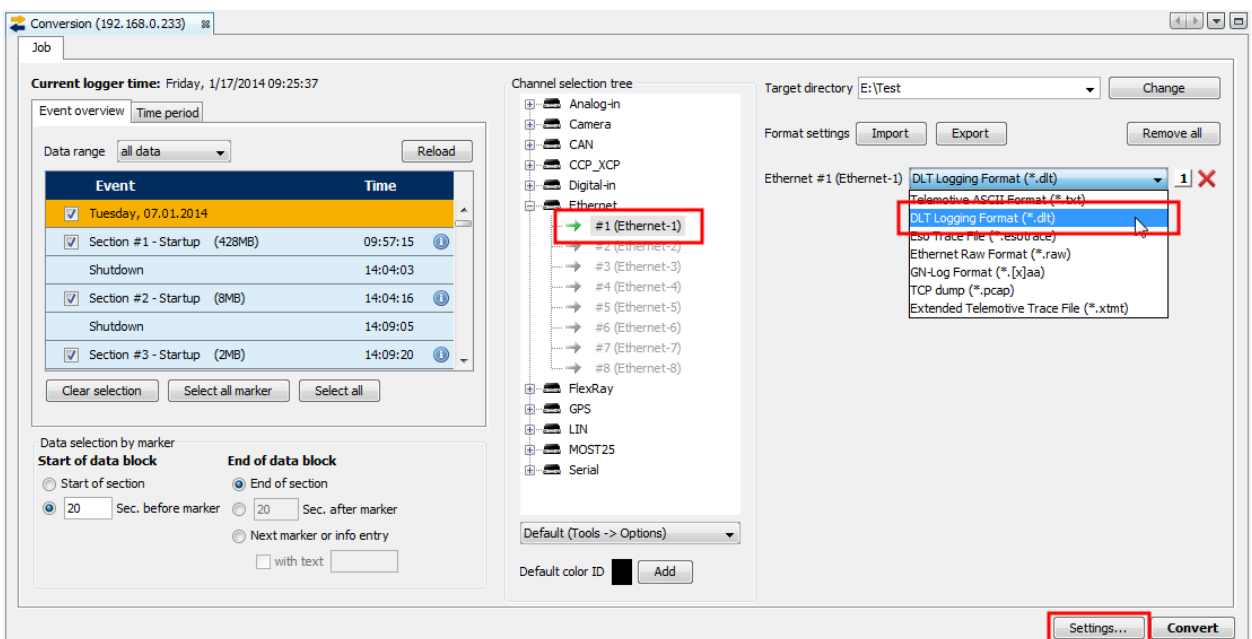 Conversion (192.168.0.233)
Job
Current logger time: Friday, 1/17/2014 09:25:37
Event overview
Time period
Data range
all data
Reload
Event Time
Tuesday, 07.01.2014
Section #1 - Startup (428MB) 09:57:15
Shutdown 14:04:03
Section #2 - Startup (8MB) 14:04:16
Shutdown 14:09:05
Section #3 - Startup (2MB) 14:09:20
Clear selection
Select all marker
Select all
Data selection by marker
Start of data block
Start of section
20 Sec. before marker
End of data block
End of section
20 Sec. after marker
Next marker or info entry
with text
Channel selection tree
Analog-in
Camera
CAN
CCP_XCP
Digital-in
Ethernet
#1 (Ethernet-1)
#2 (Ethernet-2)
#3 (Ethernet-3)
#4 (Ethernet-4)
#5 (Ethernet-5)
#6 (Ethernet-6)
#7 (Ethernet-7)
#8 (Ethernet-8)
FlexRay
GPS
LIN
MOST25
Serial
Default (Tools -> Options)
Default color ID
Add
Target directory E:\Test
Change
Format settings
Import
Export
Remove all
Ethernet #1 (Ethernet-1) DLT Logging Format (*.dlt) 1
Telemotive ASCII Format (*.txt)
DLT Logging Format (*.dlt)
Eso Trace File (*.esotrace)
Ethernet Raw Format (*.raw)
GN-Log Format (*.[x]aa)
TCP dump (*.pcap)
Extended Telemotive Trace File (*.xtmt)
Settings...
Convert